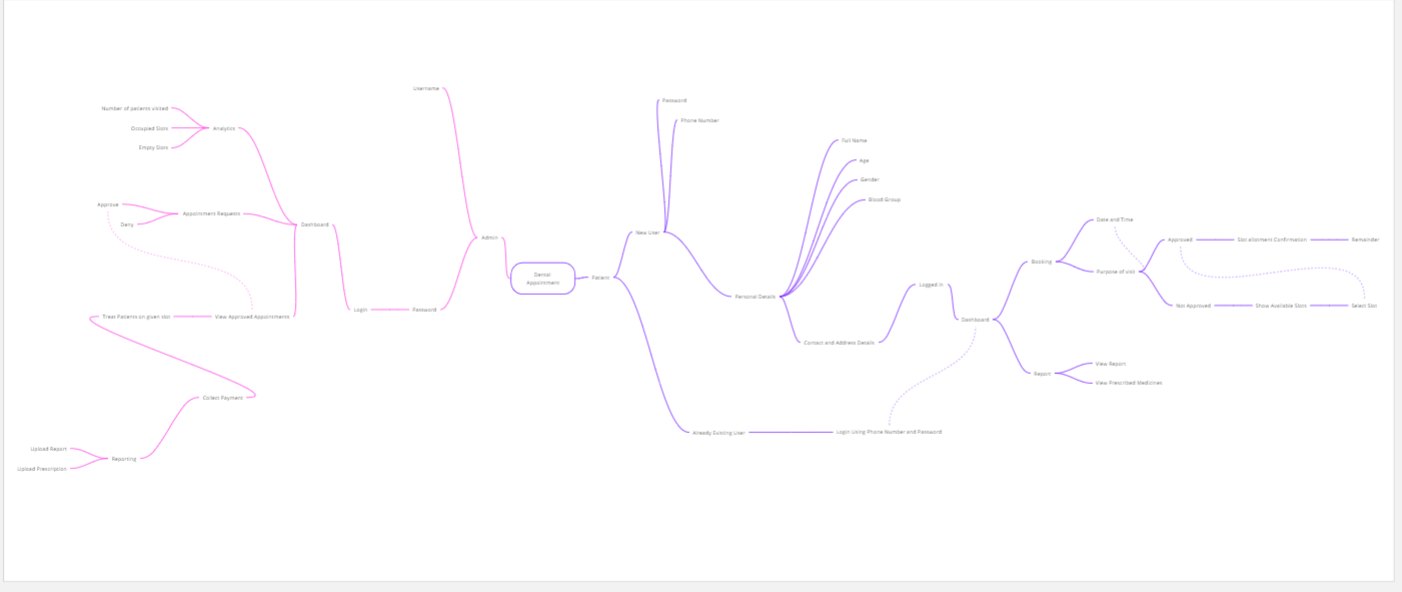 Username
Number of patients visited
Analytics
Occupied Slots
Empty Slots
Approve
Deny
Appointment Requests
Dashboard
Admin
Treat Patients on given slot
View Approved Appointments
Login
Password
Collect Payment
Upload Report
Upload Prescription
Reporting
Dental
Appointment
Patient
New User
Password
Phone Number
Personal Details
Full Name
Age
Gender
Blood Group
Contact and Address Details
Logged In
Dashboard
Already Existing User
Login Using Phone Number and Password
Booking
Date and Time
Purpose of visit
Approved
Slot allotment Confirmation
Remainder
Not Approved
Show Available Slots
Select Slot
Report
View Report
View Prescribed Medicines